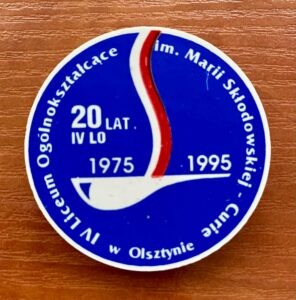 IV Liceum Ogólnokształcące im. Marii Skłodowskiej - Curie
w Olsztynie
20 LAT
IV LO
1975 1995